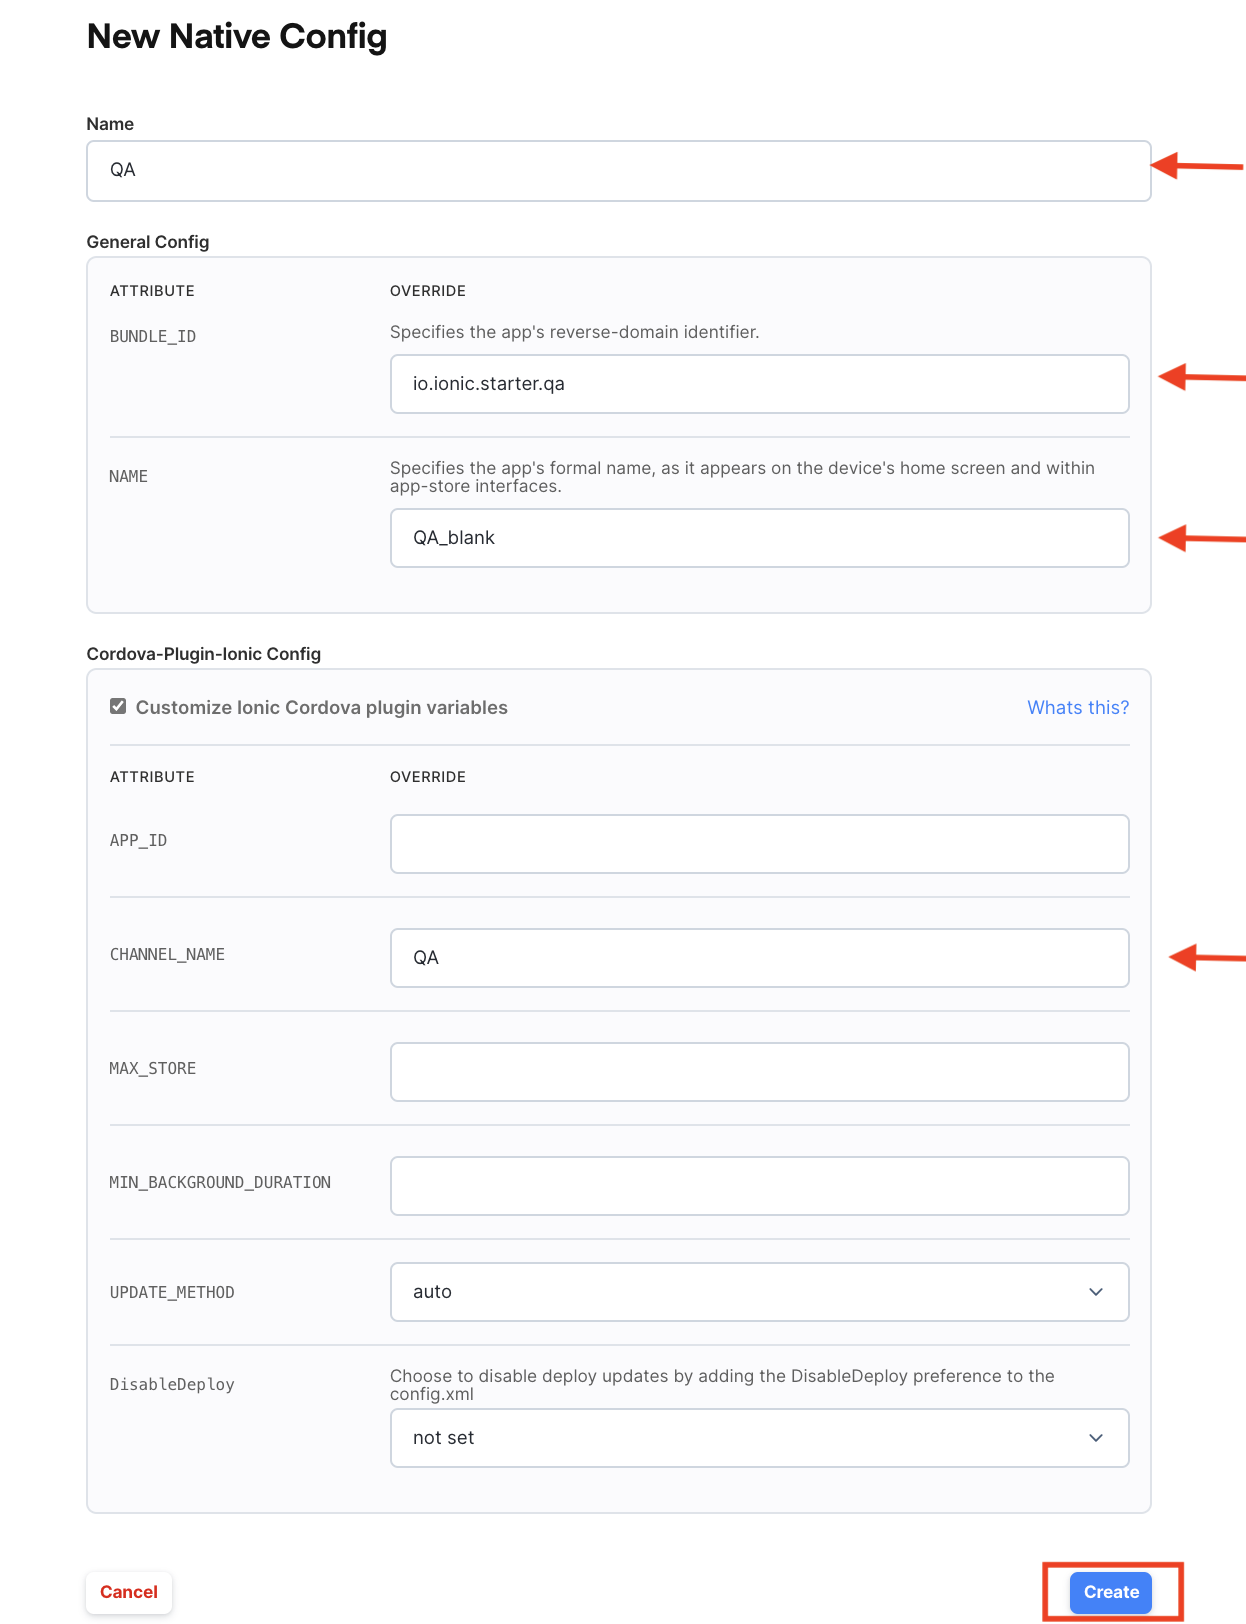 New Native Config
Name
QA
General Config
ATTRIBUTE OVERRIDE
BUNDLE_ID
Specifies the app's reverse-domain identifier.
io.ionic.starter.qa
NAME
Specifies the app's formal name, as it appears on the device's home screen and within
app-store interfaces.
QA_blank
Cordova-Plugin-Ionic Config
Customize Ionic Cordova plugin variables Whats this?
ATTRIBUTE OVERRIDE
APP_ID
CHANNEL_NAME QA
MAX_STORE
MIN_BACKGROUND_DURATION
UPDATE_METHOD auto
DisableDeploy
Choose to disable deploy updates by adding the DisableDeploy preference to the
config.xml
not set
Cancel Create